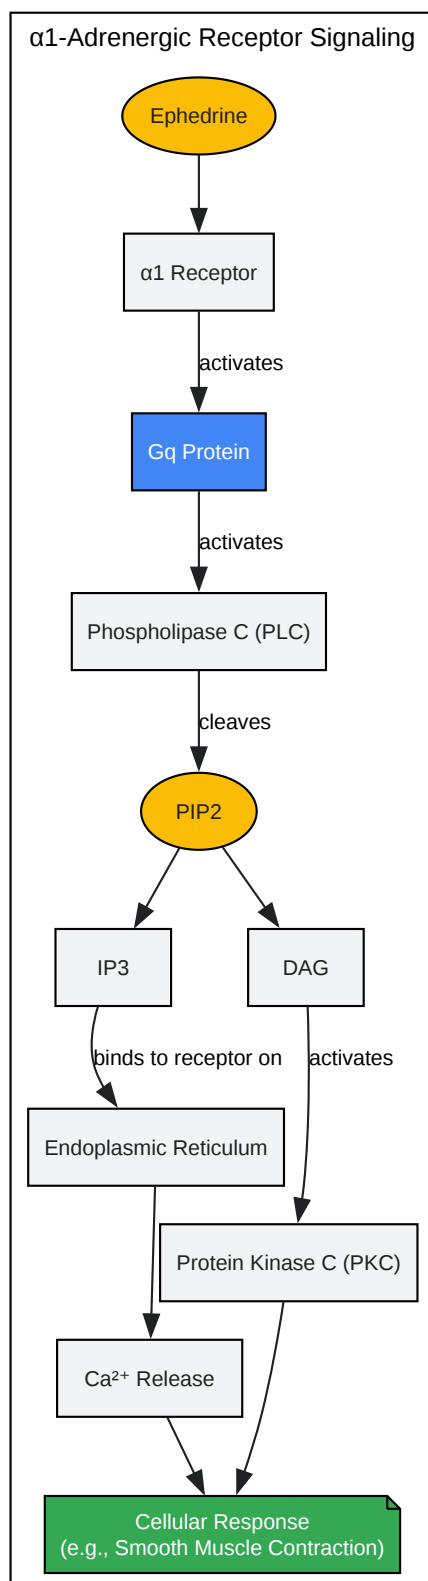 α1-Adrenergic Receptor Signaling
Ephedrine
α1 Receptor
activates
Gq Protein
activates
Phospholipase C (PLC)
cleaves
PIP2
IP3
DAG
binds to receptor on
activates
Endoplasmic Reticulum
Protein Kinase C (PKC)
Ca²⁺ Release
Cellular Response
(e.g., Smooth Muscle Contraction)